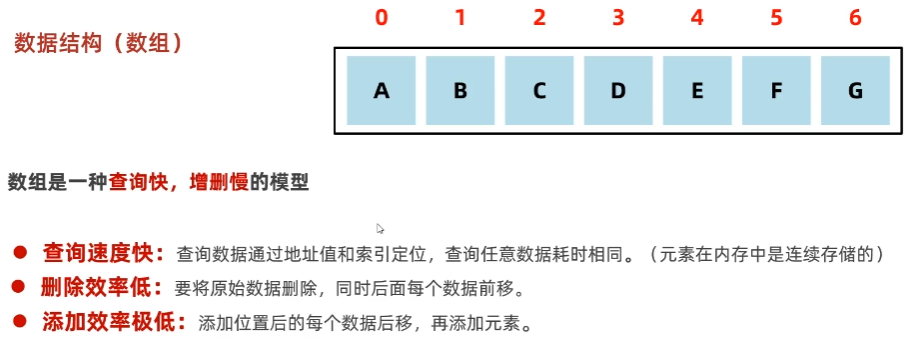 0 1 2 3 4 5 6
数据结构（数组）
A B C D E F G
数组是一种查询快，增删慢的模型
查询速度快：查询数据通过地址值和索引定位，查询任意数据耗时相同。（元素在内存中是连续存储的）
删除效率低：要将原始数据删除，同时后面每个数据前移。
添加效率极低：添加位置后的每个数据后移，再添加元素。